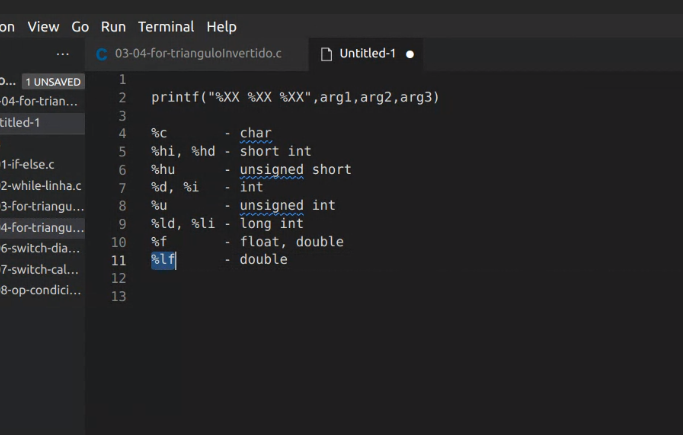 on View Go Run Terminal Help
... C 03-04-for-trianguloInvertido.c Untitled-1
o... 1 UNSAVED
-04-for-trian...
titled-1
1-if-else.c
02-while-linha.c
3-for-triangu...
4-for-triangu...
6-switch-dia...
7-switch-cal...
8-op-condici...
1
2 printf("%XX %XX %XX",arg1,arg2,arg3)
3
4 %c - char
5 %hi, %hd - short int
6 %hu - unsigned short
7 %d, %i - int
8 %u - unsigned int
9 %ld, %li - long int
10 %f - float, double
11 %lf - double
12
13